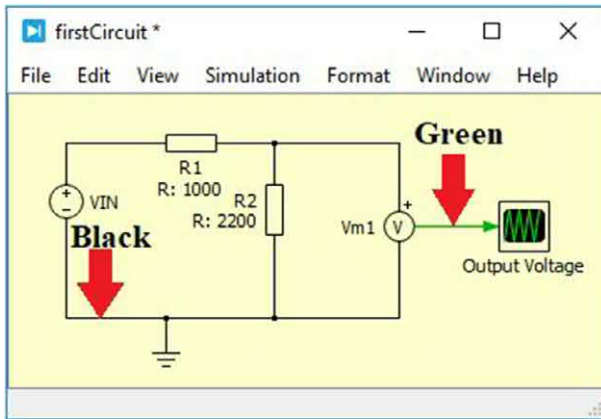 firstCircuit *
File Edit View Simulation Format Window Help
Green
R1
R: 1000
VIN
R2
R: 2200
Black
Vm1
V
Output Voltage